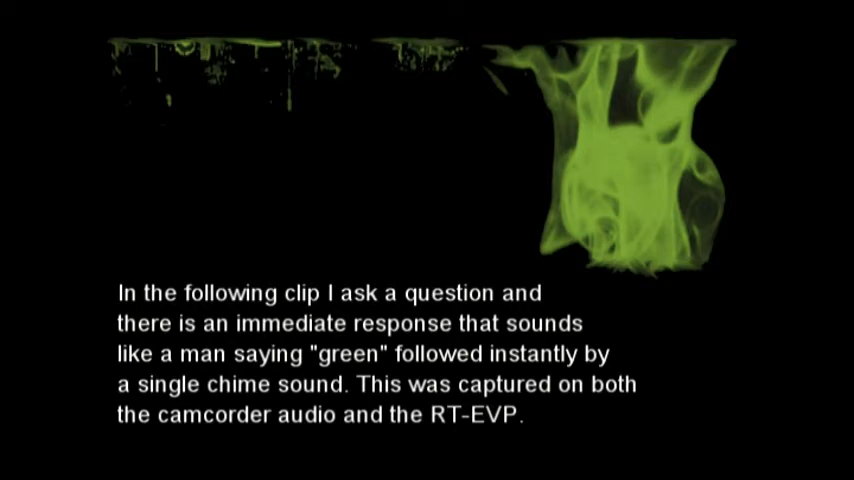 In the following clip I ask a question and
there is an immediate response that sounds
like a man saying "green" followed instantly by
a single chime sound. This was captured on both
the camcorder audio and the RT-EVP.